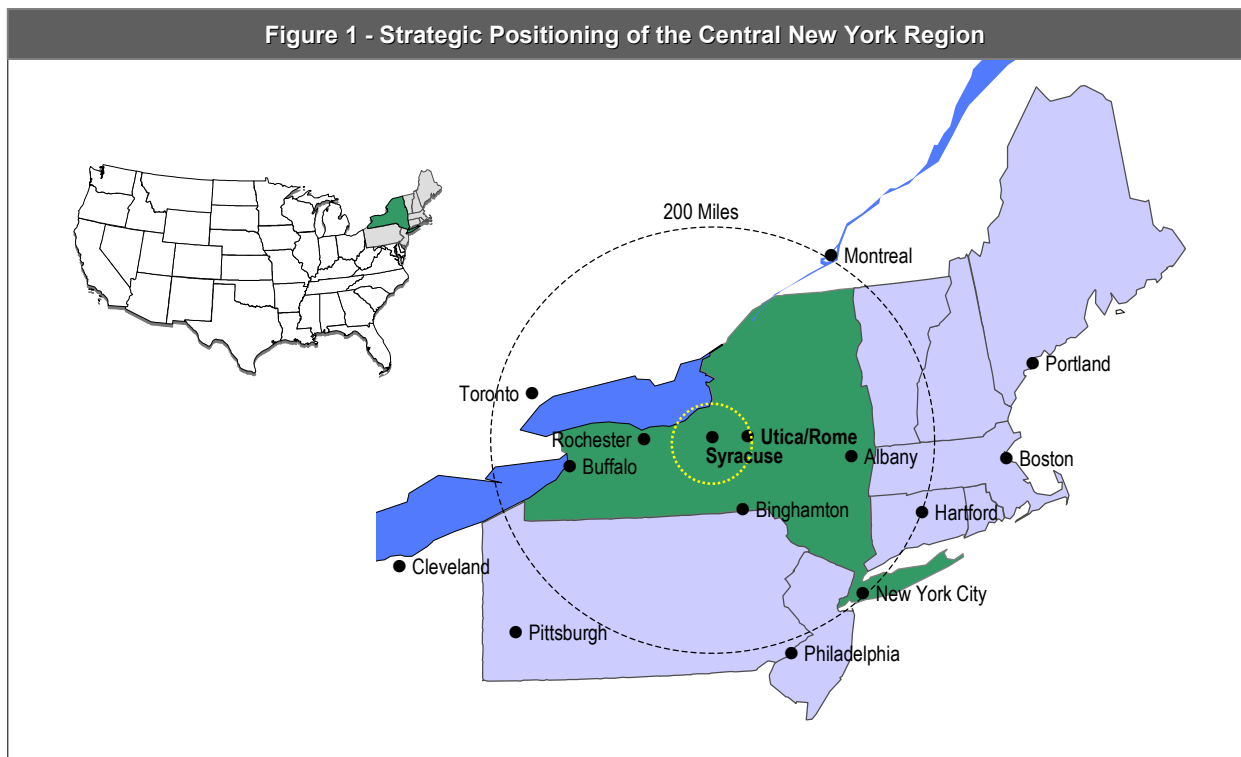 Figure 1 - Strategic Positioning of the Central New York Region
200 Miles
Montreal
Portland
Toronto
Rochester
Utica/Rome
Syracuse
Albany
Boston
Buffalo
Binghamton
Hartford
Cleveland
New York City
Pittsburgh
Philadelphia